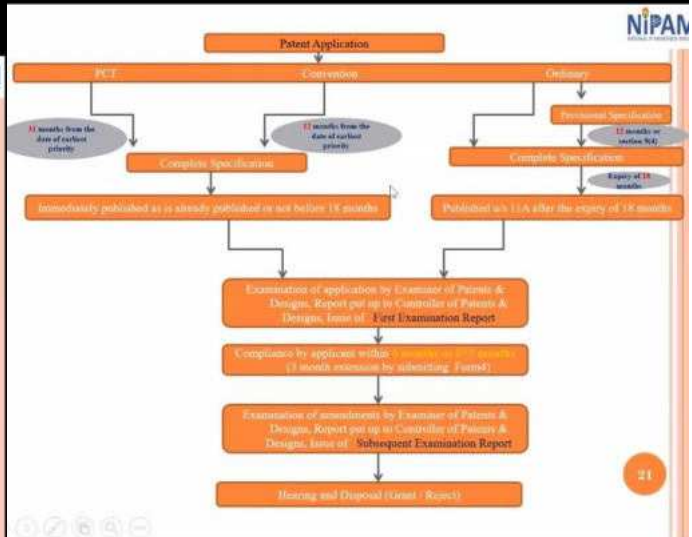 NiPAM
Patent Application
PCT
Convention
Ordinary
Provisional Specification
31 months from the
date of earliest
priority
12 months from the
date of earliest
priority
12 months or
section 9(4)
Complete Specification
Complete Specification
Expiry of 18
months
Immediately published as is already published or not before 18 months
Published u/s 11A after the expiry of 18 months
Examination of application by Examiner of Patents &
Designs, Report put up to Controller of Patents &
Designs, Issue of First Examination Report
Compliance by applicant within 6 months or 6+3 months
(3 month extension by submitting Form4)
Examination of amendments by Examiner of Patents &
Designs, Report put up to Controller of Patents &
Designs, Issue of Subsequent Examination Report
21
Hearing and Disposal (Grant / Reject)